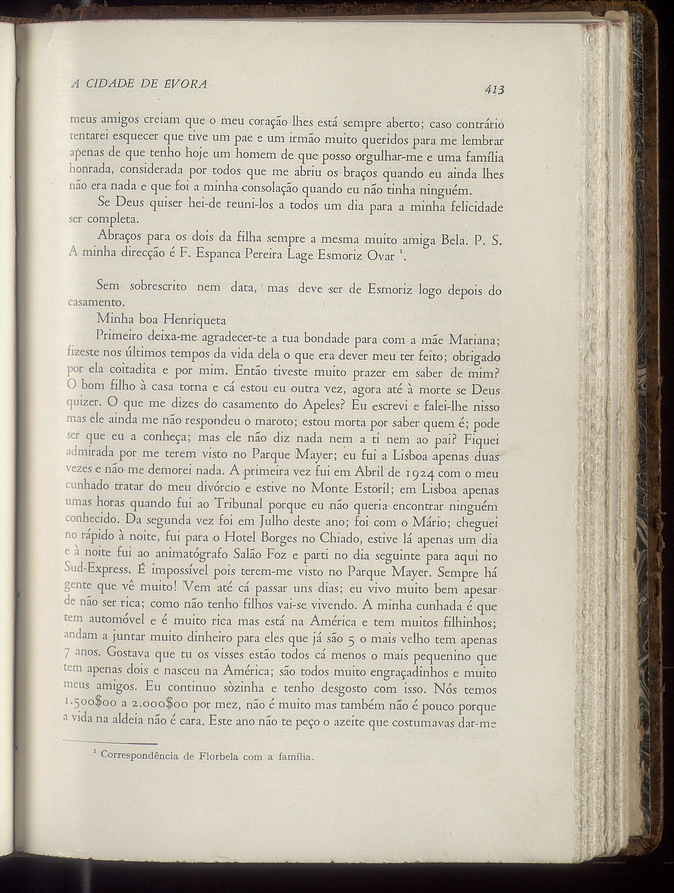 A CIDADE DE ÉVORA
413
meus amigos creiam que o meu coração lhes está sempre aberto; caso contrário
tentarei esquecer que tive um pae e um irmão muito queridos para me lembrar
apenas de que tenho hoje um homem de que posso orgulhar-me e uma família
honrada, considerada por todos que me abriu os braços quando eu ainda lhes
não era nada e que foi a minha consolação quando eu não tinha ninguém.
Se Deus quiser hei-de reuni-los a todos um dia para a minha felicidade
ser completa.
Abraços para os dois da filha sempre a mesma muito amiga Bela. P. S.
A minha direcção é F. Espanca Pereira Lage Esmoriz Ovar ¹.
Sem sobrescrito nem data, mas deve ser de Esmoriz logo depois do
casamento.
Minha boa Henriqueta
Primeiro deixa-me agradecer-te a tua bondade para com a mãe Mariana;
fizeste nos últimos tempos da vida dela o que era dever meu ter feito; obrigado
por ela coitadita e por mim. Então tiveste muito prazer em saber de mim?
O bom filho à casa torna e cá estou eu outra vez, agora até à morte se Deus
quizer. O que me dizes do casamento do Apeles? Eu escrevi e falei-lhe nisso
mas ele ainda me não respondeu o maroto; estou morta por saber quem é; pode
ser que eu a conheça; mas ele não diz nada nem a ti nem ao pai? Fiquei
admirada por me terem visto no Parque Mayer; eu fui a Lisboa apenas duas
vezes e não me demorei nada. A primeira vez fui em Abril de 1924 com o meu
cunhado tratar do meu divórcio e estive no Monte Estoril; em Lisboa apenas
umas horas quando fui ao Tribunal porque eu não queria encontrar ninguém
conhecido. Da segunda vez foi em Julho deste ano; foi com o Mário; cheguei
no rápido à noite, fui para o Hotel Borges no Chiado, estive lá apenas um dia
e à noite fui ao animatógrafo Salão Foz e parti no dia seguinte para aqui no
Sud-Express. É impossível pois terem-me visto no Parque Mayer. Sempre há
gente que vê muito! Vem até cá passar uns dias; eu vivo muito bem apesar
de não ser rica; como não tenho filhos vai-se vivendo. A minha cunhada é que
tem automóvel e é muito rica mas está na América e tem muitos filhinhos;
andam a juntar muito dinheiro para eles que já são 5 o mais velho tem apenas
7 anos. Gostava que tu os visses estão todos cá menos o mais pequenino que
tem apenas dois e nasceu na América; são todos muito engraçadinhos e muito
meus amigos. Eu continuo sòzinha e tenho desgosto com isso. Nós temos
1.500$00 a 2.000$00 por mez, não é muito mas também não é pouco porque
a vida na aldeia não é cara. Este ano não te peço o azeite que costumavas dar-me
¹ Correspondência de Florbela com a família.